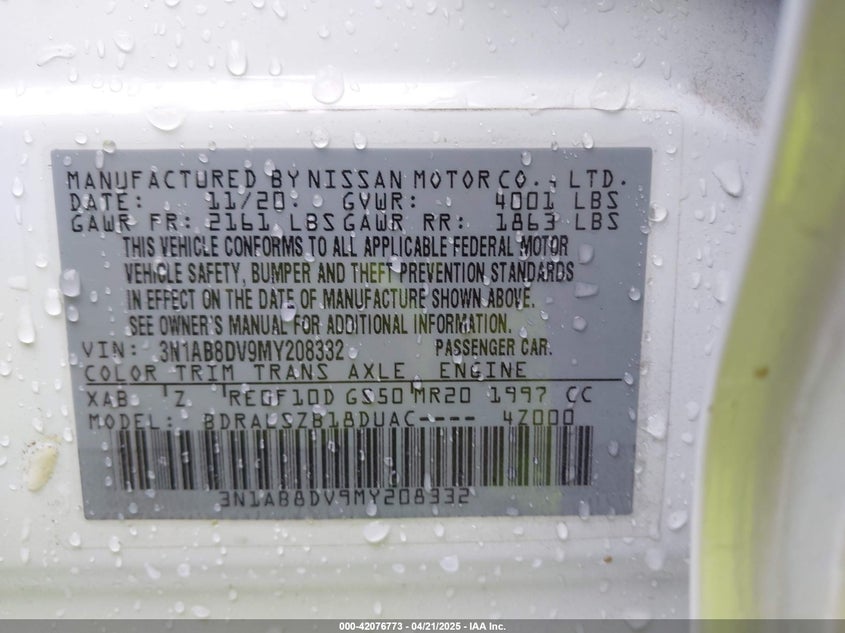 MANUFACTURED BY NISSAN MOTOR CO., LTD.
DATE: 11/20 GVWR: 4001 LBS
GAWR FR: 2161 LBS GAWR RR: 1863 LBS
THIS VEHICLE CONFORMS TO ALL APPLICABLE FEDERAL MOTOR
VEHICLE SAFETY, BUMPER AND THEFT PREVENTION STANDARDS
IN EFFECT ON THE DATE OF MANUFACTURE SHOWN ABOVE.
SEE OWNER'S MANUAL FOR ADDITIONAL INFORMATION.
VIN: 3N1AB8DV9MY208332 PASSENGER CAR.
COLOR TRIM TRANS AXLE ENGINE
XAB Z RE0F10D GS50 MR20 1997 CC
MODEL: BDRALSZB18DUAC---- 4Z000
3N1AB8DV9MY208332
000-42076773 - 04/21/2025 - IAA Inc.